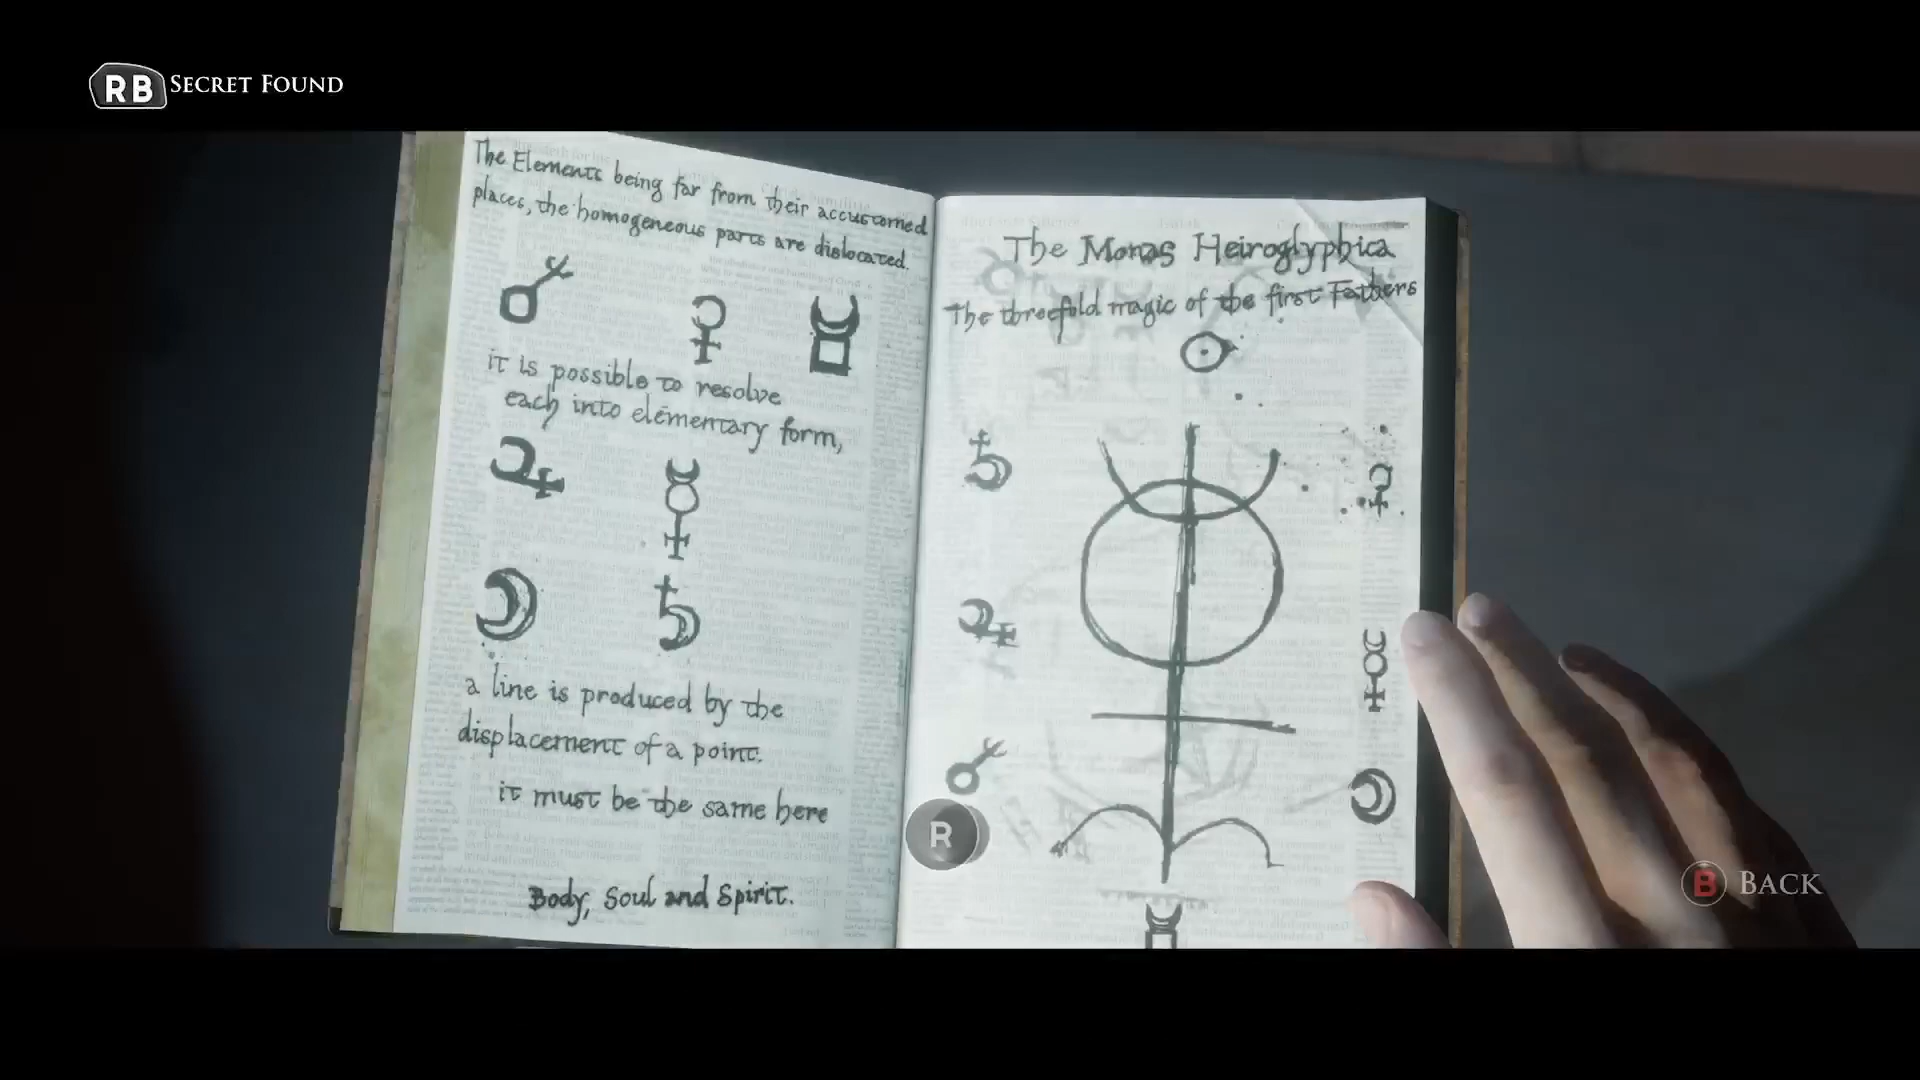 RB SECRET FOUND
The Elements being far from their accustomed
places, the homogeneous parts are dislocated.
it is possible to resolve
each into elementary form,
a line is produced by the
displacement of a point.
it must be the same here
Body, Soul and Spirit.
The Monas Heiroglyphica
The threefold magic of the first Fathers
R
B BACK